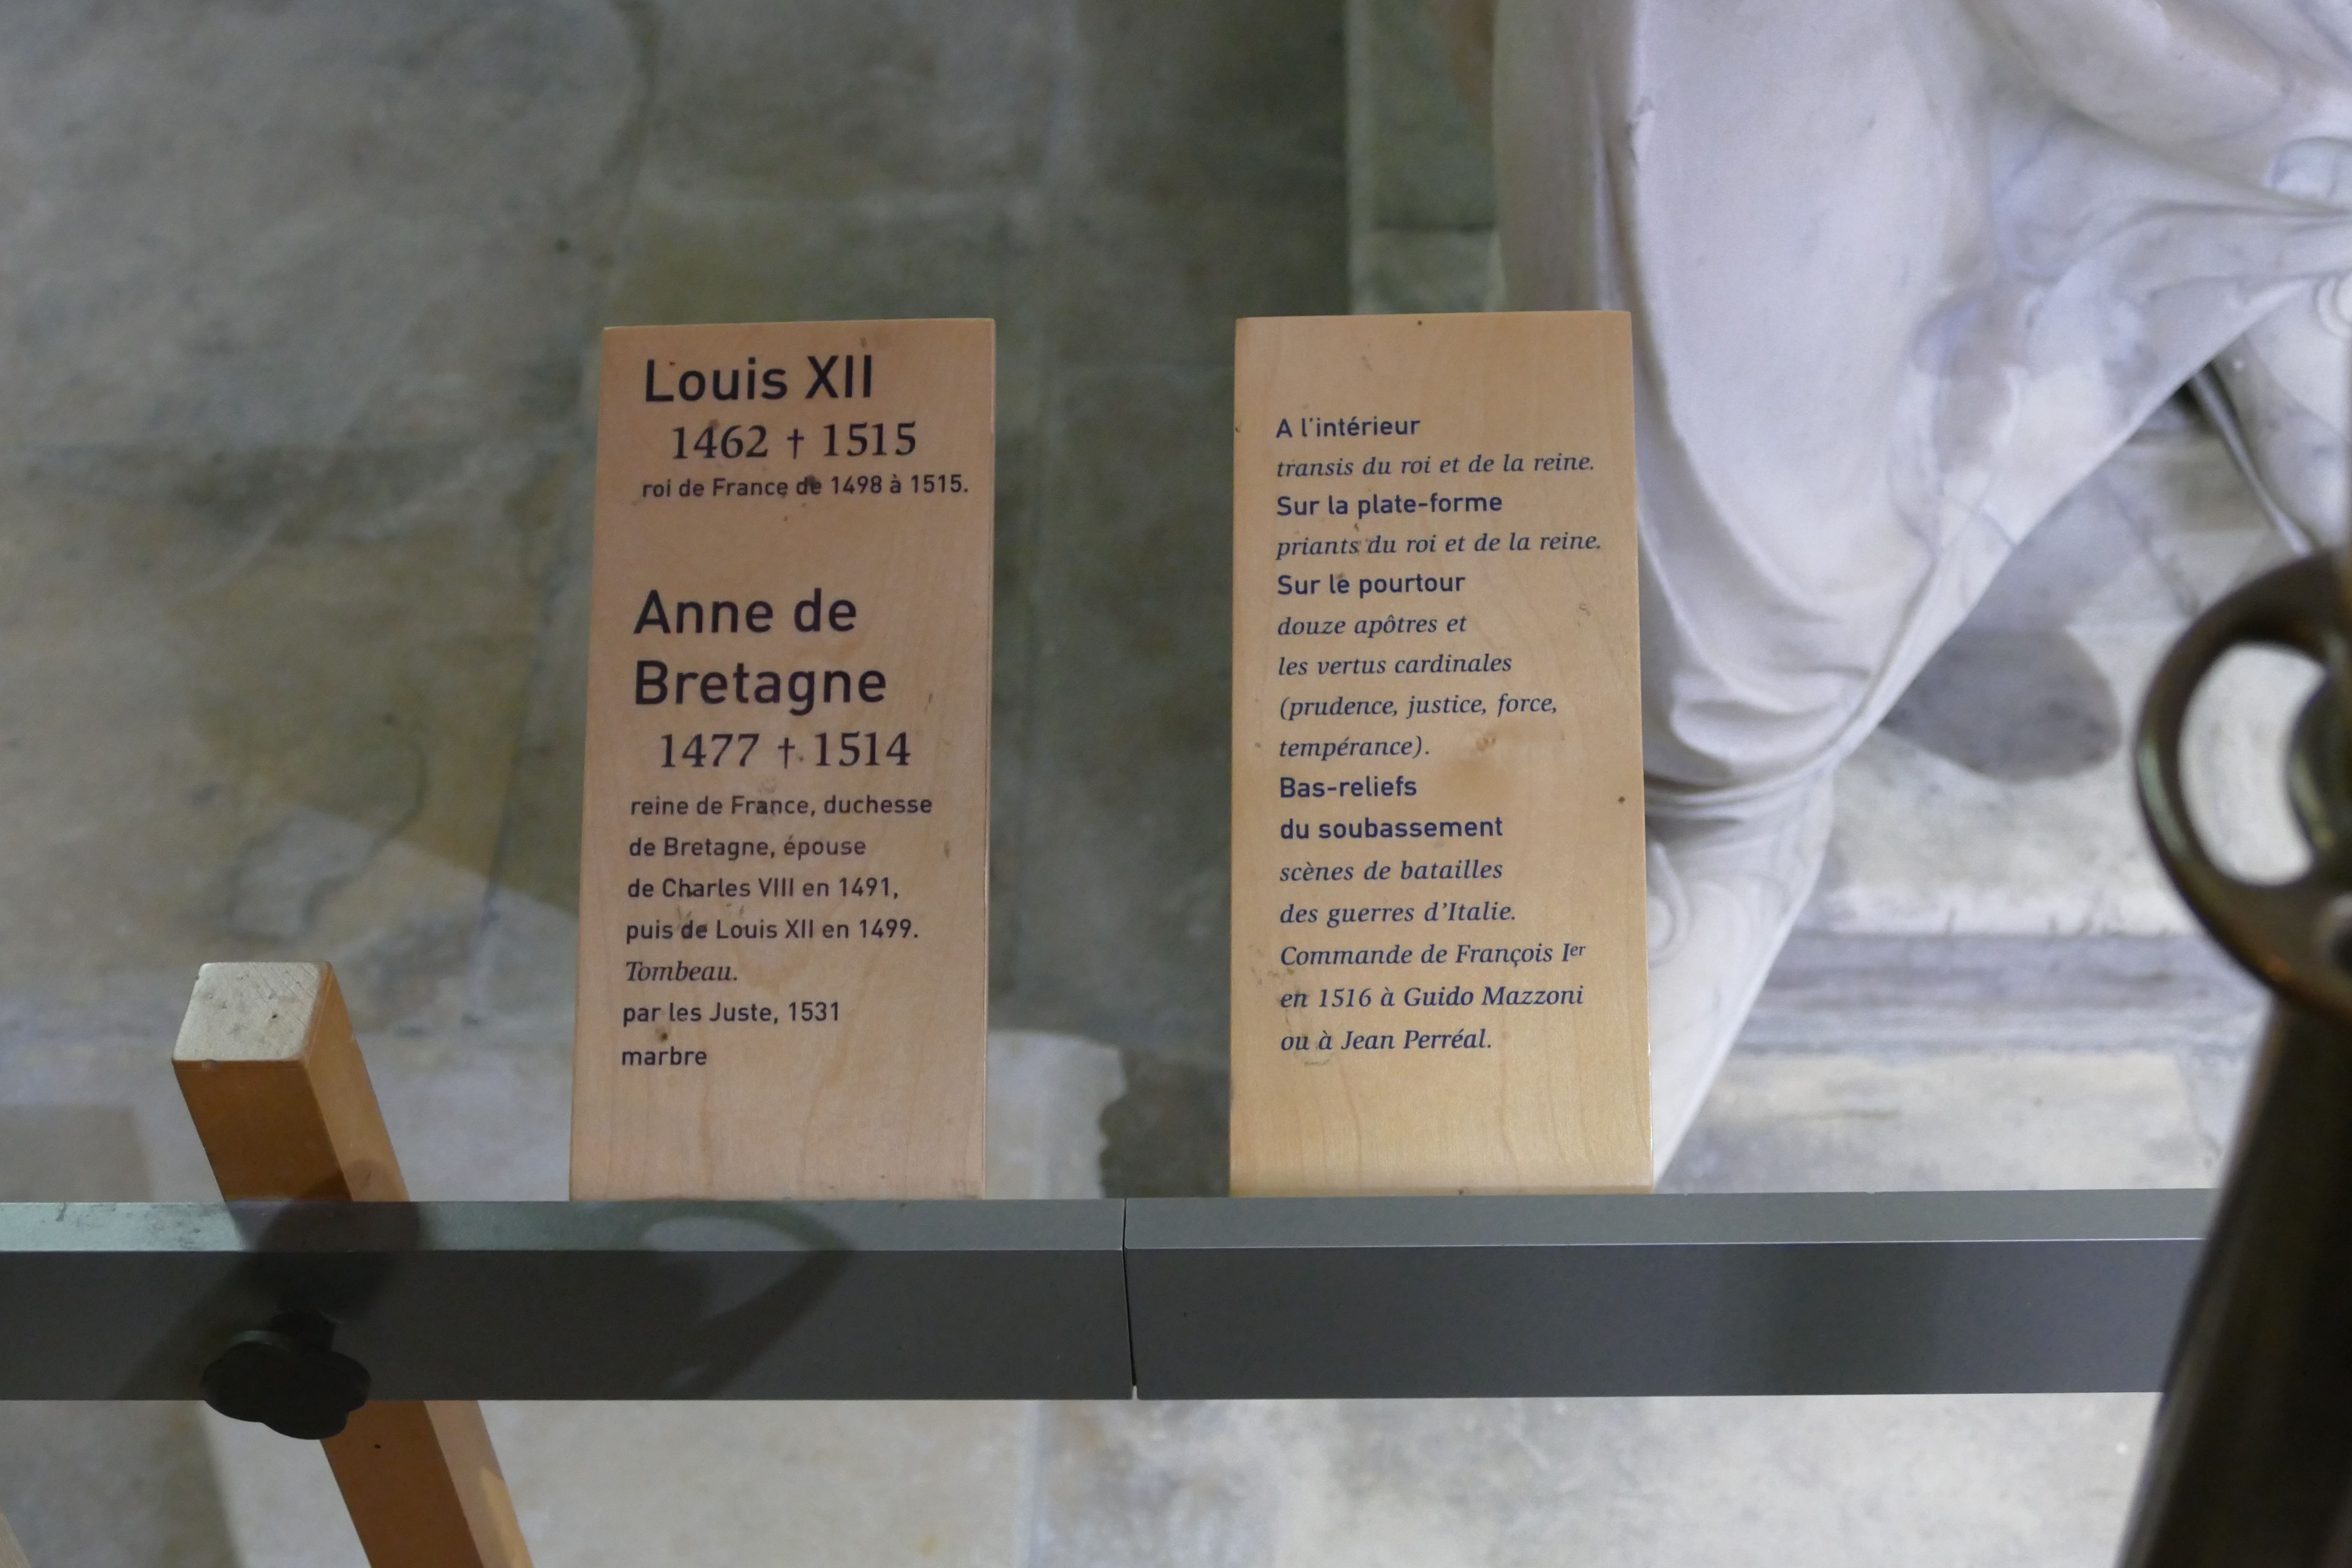 Louis XII
1462 † 1515
roi de France de 1498 à 1515.
Anne de
Bretagne
1477 † 1514
reine de France, duchesse
de Bretagne, épouse
de Charles VIII en 1491,
puis de Louis XII en 1499.
Tombeau.
par les Juste, 1531
marbre
A l'intérieur
transis du roi et de la reine.
Sur la plate-forme
priants du roi et de la reine.
Sur le pourtour
douze apôtres et
les vertus cardinales
(prudence, justice, force,
tempérance).
Bas-reliefs
du soubassement
scènes de batailles
des guerres d'Italie.
Commande de François Ier
en 1516 à Guido Mazzoni
ou à Jean Perréal.